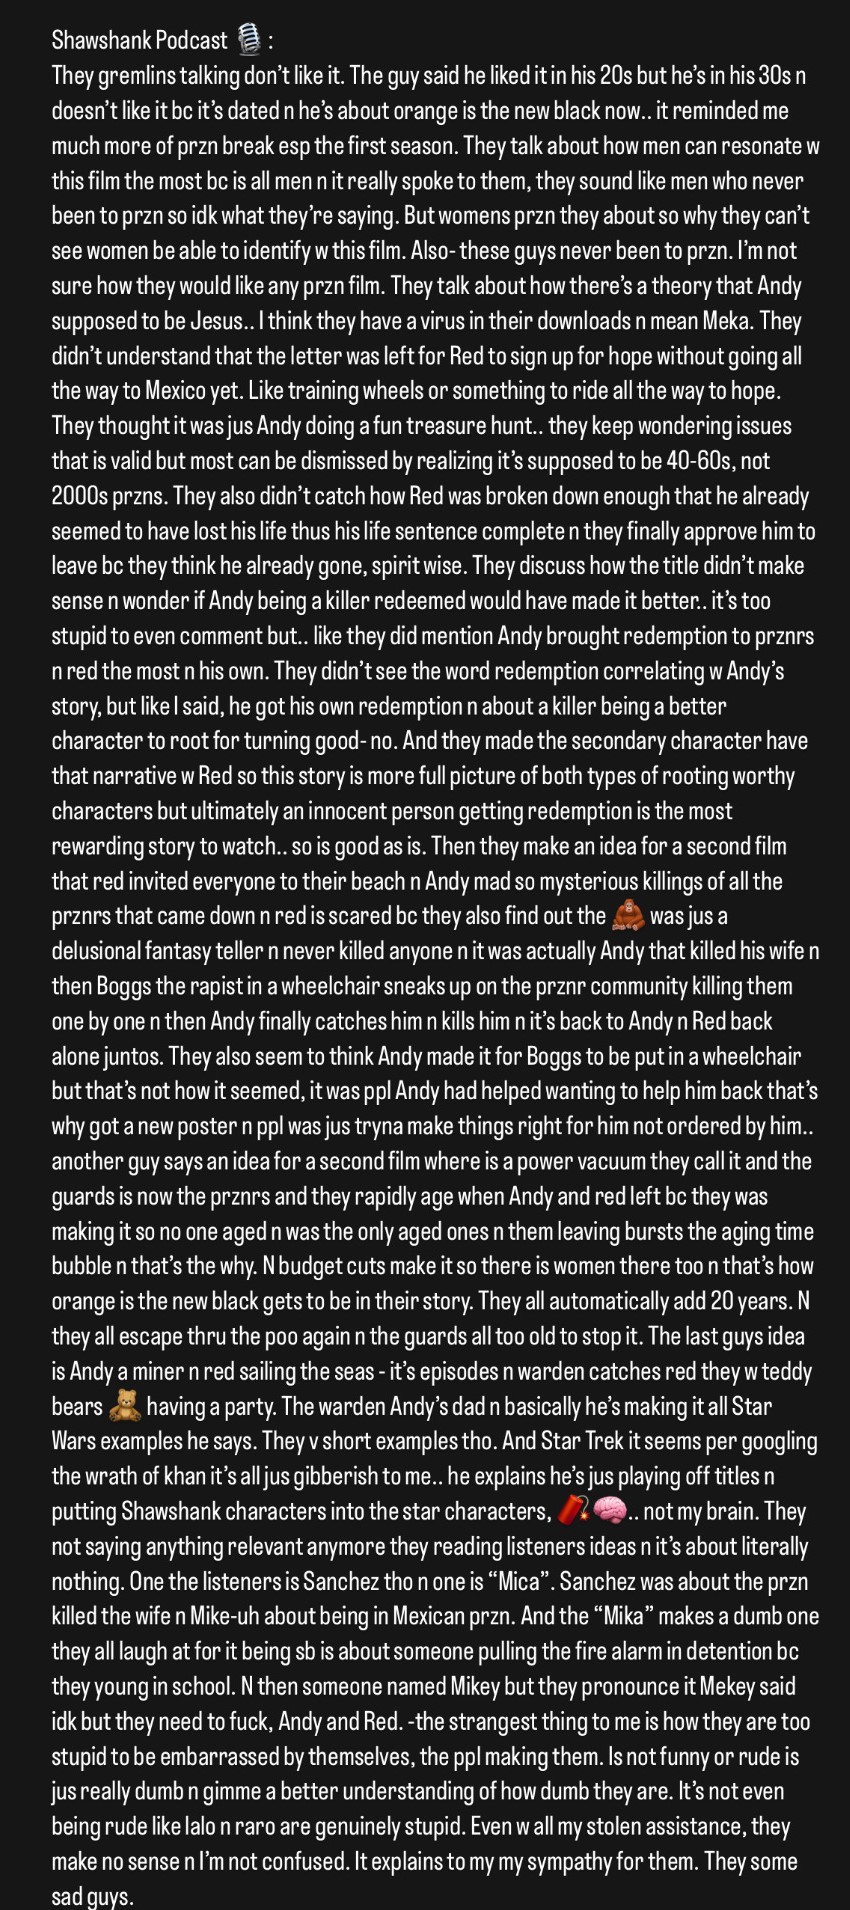 Shawshank Podcast 🎙️ :
They gremlins talking don’t like it. The guy said he liked it in his 20s but he’s in his 30s n
doesn’t like it bc it’s dated n he’s about orange is the new black now.. it reminded me
much more of przn break esp the first season. They talk about how men can resonate w
this film the most bc is all men n it really spoke to them, they sound like men who never
been to przn so idk what they’re saying. But womens przn they about so why they can’t
see women be able to identify w this film. Also- these guys never been to przn. I’m not
sure how they would like any przn film. They talk about how there’s a theory that Andy
supposed to be Jesus.. I think they have a virus in their downloads n mean Meka. They
didn’t understand that the letter was left for Red to sign up for hope without going all
the way to Mexico yet. Like training wheels or something to ride all the way to hope.
They thought it was jus Andy doing a fun treasure hunt.. they keep wondering issues
that is valid but most can be dismissed by realizing it’s supposed to be 40-60s, not
2000s przns. They also didn’t catch how Red was broken down enough that he already
seemed to have lost his life thus his life sentence complete n they finally approve him to
leave bc they think he already gone, spirit wise. They discuss how the title didn’t make
sense n wonder if Andy being a killer redeemed would have made it better.. it’s too
stupid to even comment but.. like they did mention Andy brought redemption to przners
n red the most n his own. They didn’t see the word redemption correlating w Andy’s
story, but like I said, he got his own redemption n about a killer being a better
character to root for turning good- no. And they made the secondary character have
that narrative w Red so this story is more full picture of both types of rooting worthy
characters but ultimately an innocent person getting redemption is the most
rewarding story to watch.. so is good as is. Then they make an idea for a second film
that red invited everyone to their beach n Andy mad so mysterious killings of all the
prznrs that came down n red is scared bc they also find out the 🦧 was jus a
delusional fantasy teller n never killed anyone n it was actually Andy that killed his wife n
then Boggs the rapist in a wheelchair sneaks up on the prznr community killing them
one by one n then Andy finally catches him n kills him n it’s back to Andy n Red back
alone juntos. They also seem to think Andy made it for Boggs to be put in a wheelchair
but that’s not how it seemed, it was ppl Andy had helped wanting to help him back that’s
why got a new poster n ppl was jus tryna make things right for him not ordered by him..
another guy says an idea for a second film where is a power vacuum they call it and the
guards is now the prznrs and they rapidly age when Andy and red left bc they was
making it so no one aged n was the only aged ones n them leaving bursts the aging time
bubble n that’s the why. N budget cuts make it so there is women there too n that’s how
orange is the new black gets to be in their story. They all automatically add 20 years. N
they all escape thru the poo again n the guards all too old to stop it. The last guys idea
is Andy a miner n red sailing the seas - it’s episodes n warden catches red they w teddy
bears 🧸 having a party. The warden Andy’s dad n basically he’s making it all Star
Wars examples he says. They v short examples tho. And Star Trek it seems per googling
the wrath of khan it’s all jus gibberish to me.. he explains he’s jus playing off titles n
putting Shawshank characters into the star characters, 🧨🧠.. not my brain. They
not saying anything relevant anymore they reading listeners ideas n it’s about literally
nothing. One the listeners is Sanchez tho n one is “Mica”. Sanchez was about the przn
killed the wife n Mike-uh about being in Mexican przn. And the “Mika” makes a dumb one
they all laugh at for it being sb is about someone pulling the fire alarm in detention bc
they young in school. N then someone named Mikey but they pronounce it Mekey said
idk but they need to fuck, Andy and Red. -the strangest thing to me is how they are too
stupid to be embarrassed by themselves, the ppl making them. Is not funny or rude is
jus really dumb n gimme a better understanding of how dumb they are. It’s not even
being rude like lalo n raro are genuinely stupid. Even w all my stolen assistance, they
make no sense n I’m not confused. It explains to my my sympathy for them. They some
sad guys.